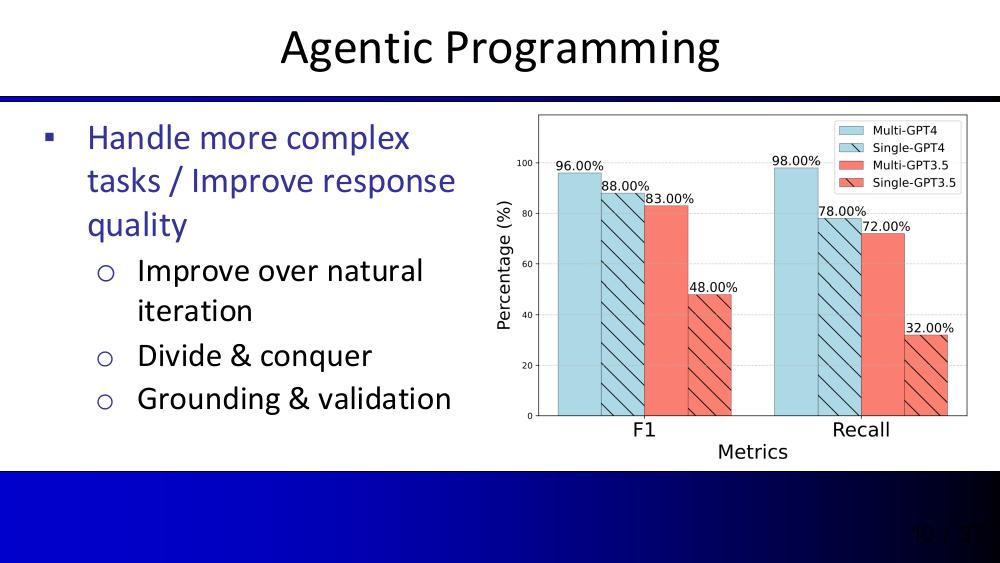 Agentic Programming
▪ Handle more complex
tasks / Improve response
quality
o Improve over natural
iteration
o Divide & conquer
o Grounding & validation
Multi-GPT4
Single-GPT4
Multi-GPT3.5
Single-GPT3.5
Percentage (%)
100
80
60
40
20
0
96.00%
88.00%
83.00%
48.00%
98.00%
78.00%
72.00%
32.00%
F1
Recall
Metrics